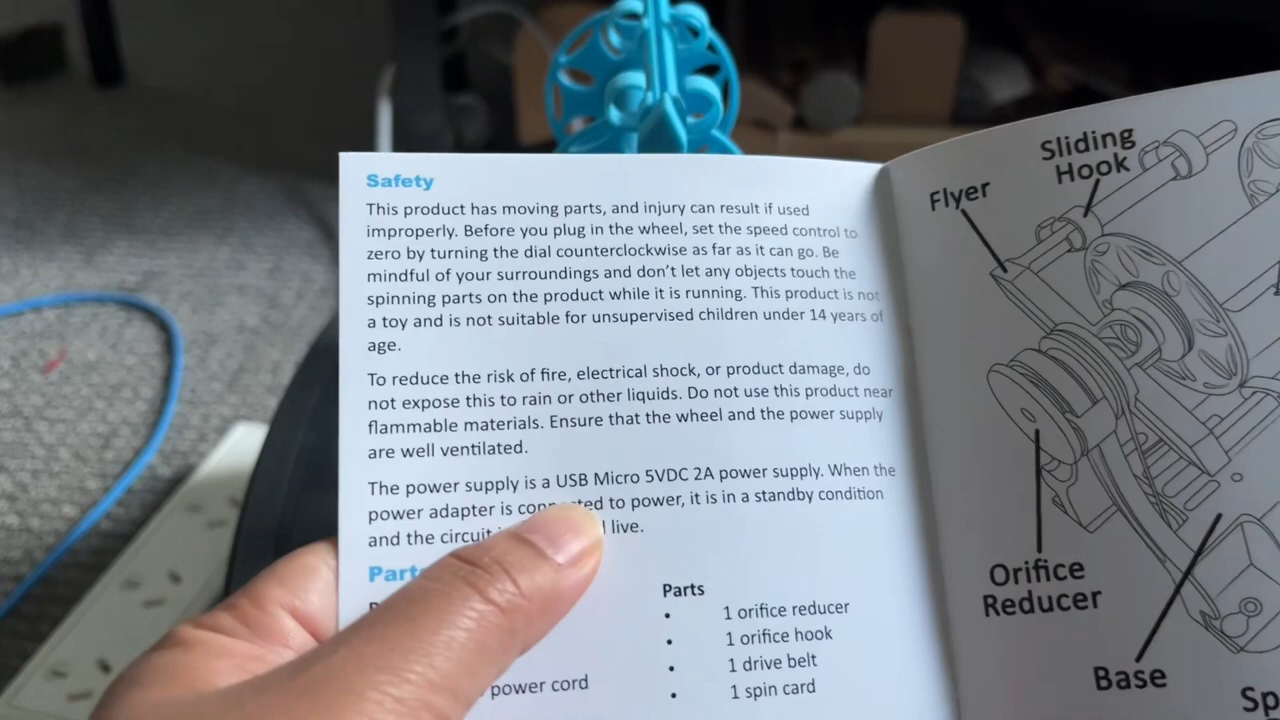 Safety
This product has moving parts, and injury can result if used
improperly. Before you plug in the wheel, set the speed control to
zero by turning the dial counterclockwise as far as it can go. Be
mindful of your surroundings and don't let any objects touch the
spinning parts on the product while it is running. This product is not
a toy and is not suitable for unsupervised children under 14 years of
age.
To reduce the risk of fire, electrical shock, or product damage, do
not expose this to rain or other liquids. Do not use this product near
flammable materials. Ensure that the wheel and the power supply
are well ventilated.
The power supply is a USB Micro 5VDC 2A power supply. When the
power adapter is connected to power, it is in a standby condition
and the circuit live.
Parts
power cord
Parts
• 1 orifice reducer
• 1 orifice hook
• 1 drive belt
• 1 spin card
Sliding
Hook
Flyer
Orifice
Reducer
Base